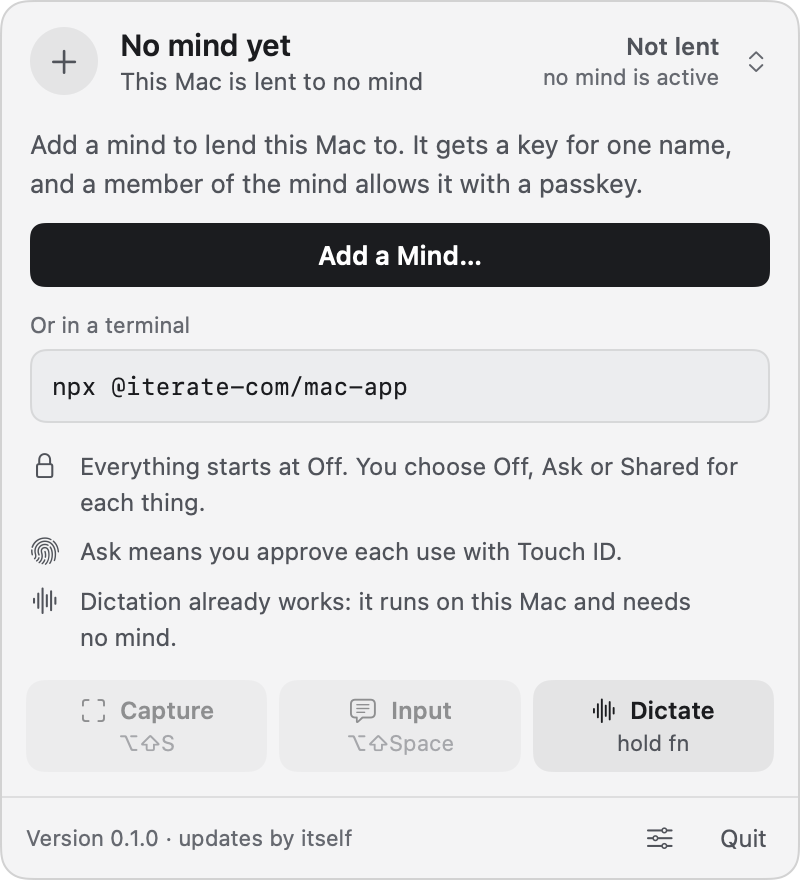 No mind yet
This Mac is lent to no mind
Not lent
no mind is active
Add a mind to lend this Mac to. It gets a key for one name,
and a member of the mind allows it with a passkey.
Add a Mind...
Or in a terminal
npx @iterate-com/mac-app
Everything starts at Off. You choose Off, Ask or Shared for
each thing.
Ask means you approve each use with Touch ID.
Dictation already works: it runs on this Mac and needs
no mind.
Capture
⌥⇧S
Input
⌥⇧Space
Dictate
hold fn
Version 0.1.0 · updates by itself
Quit